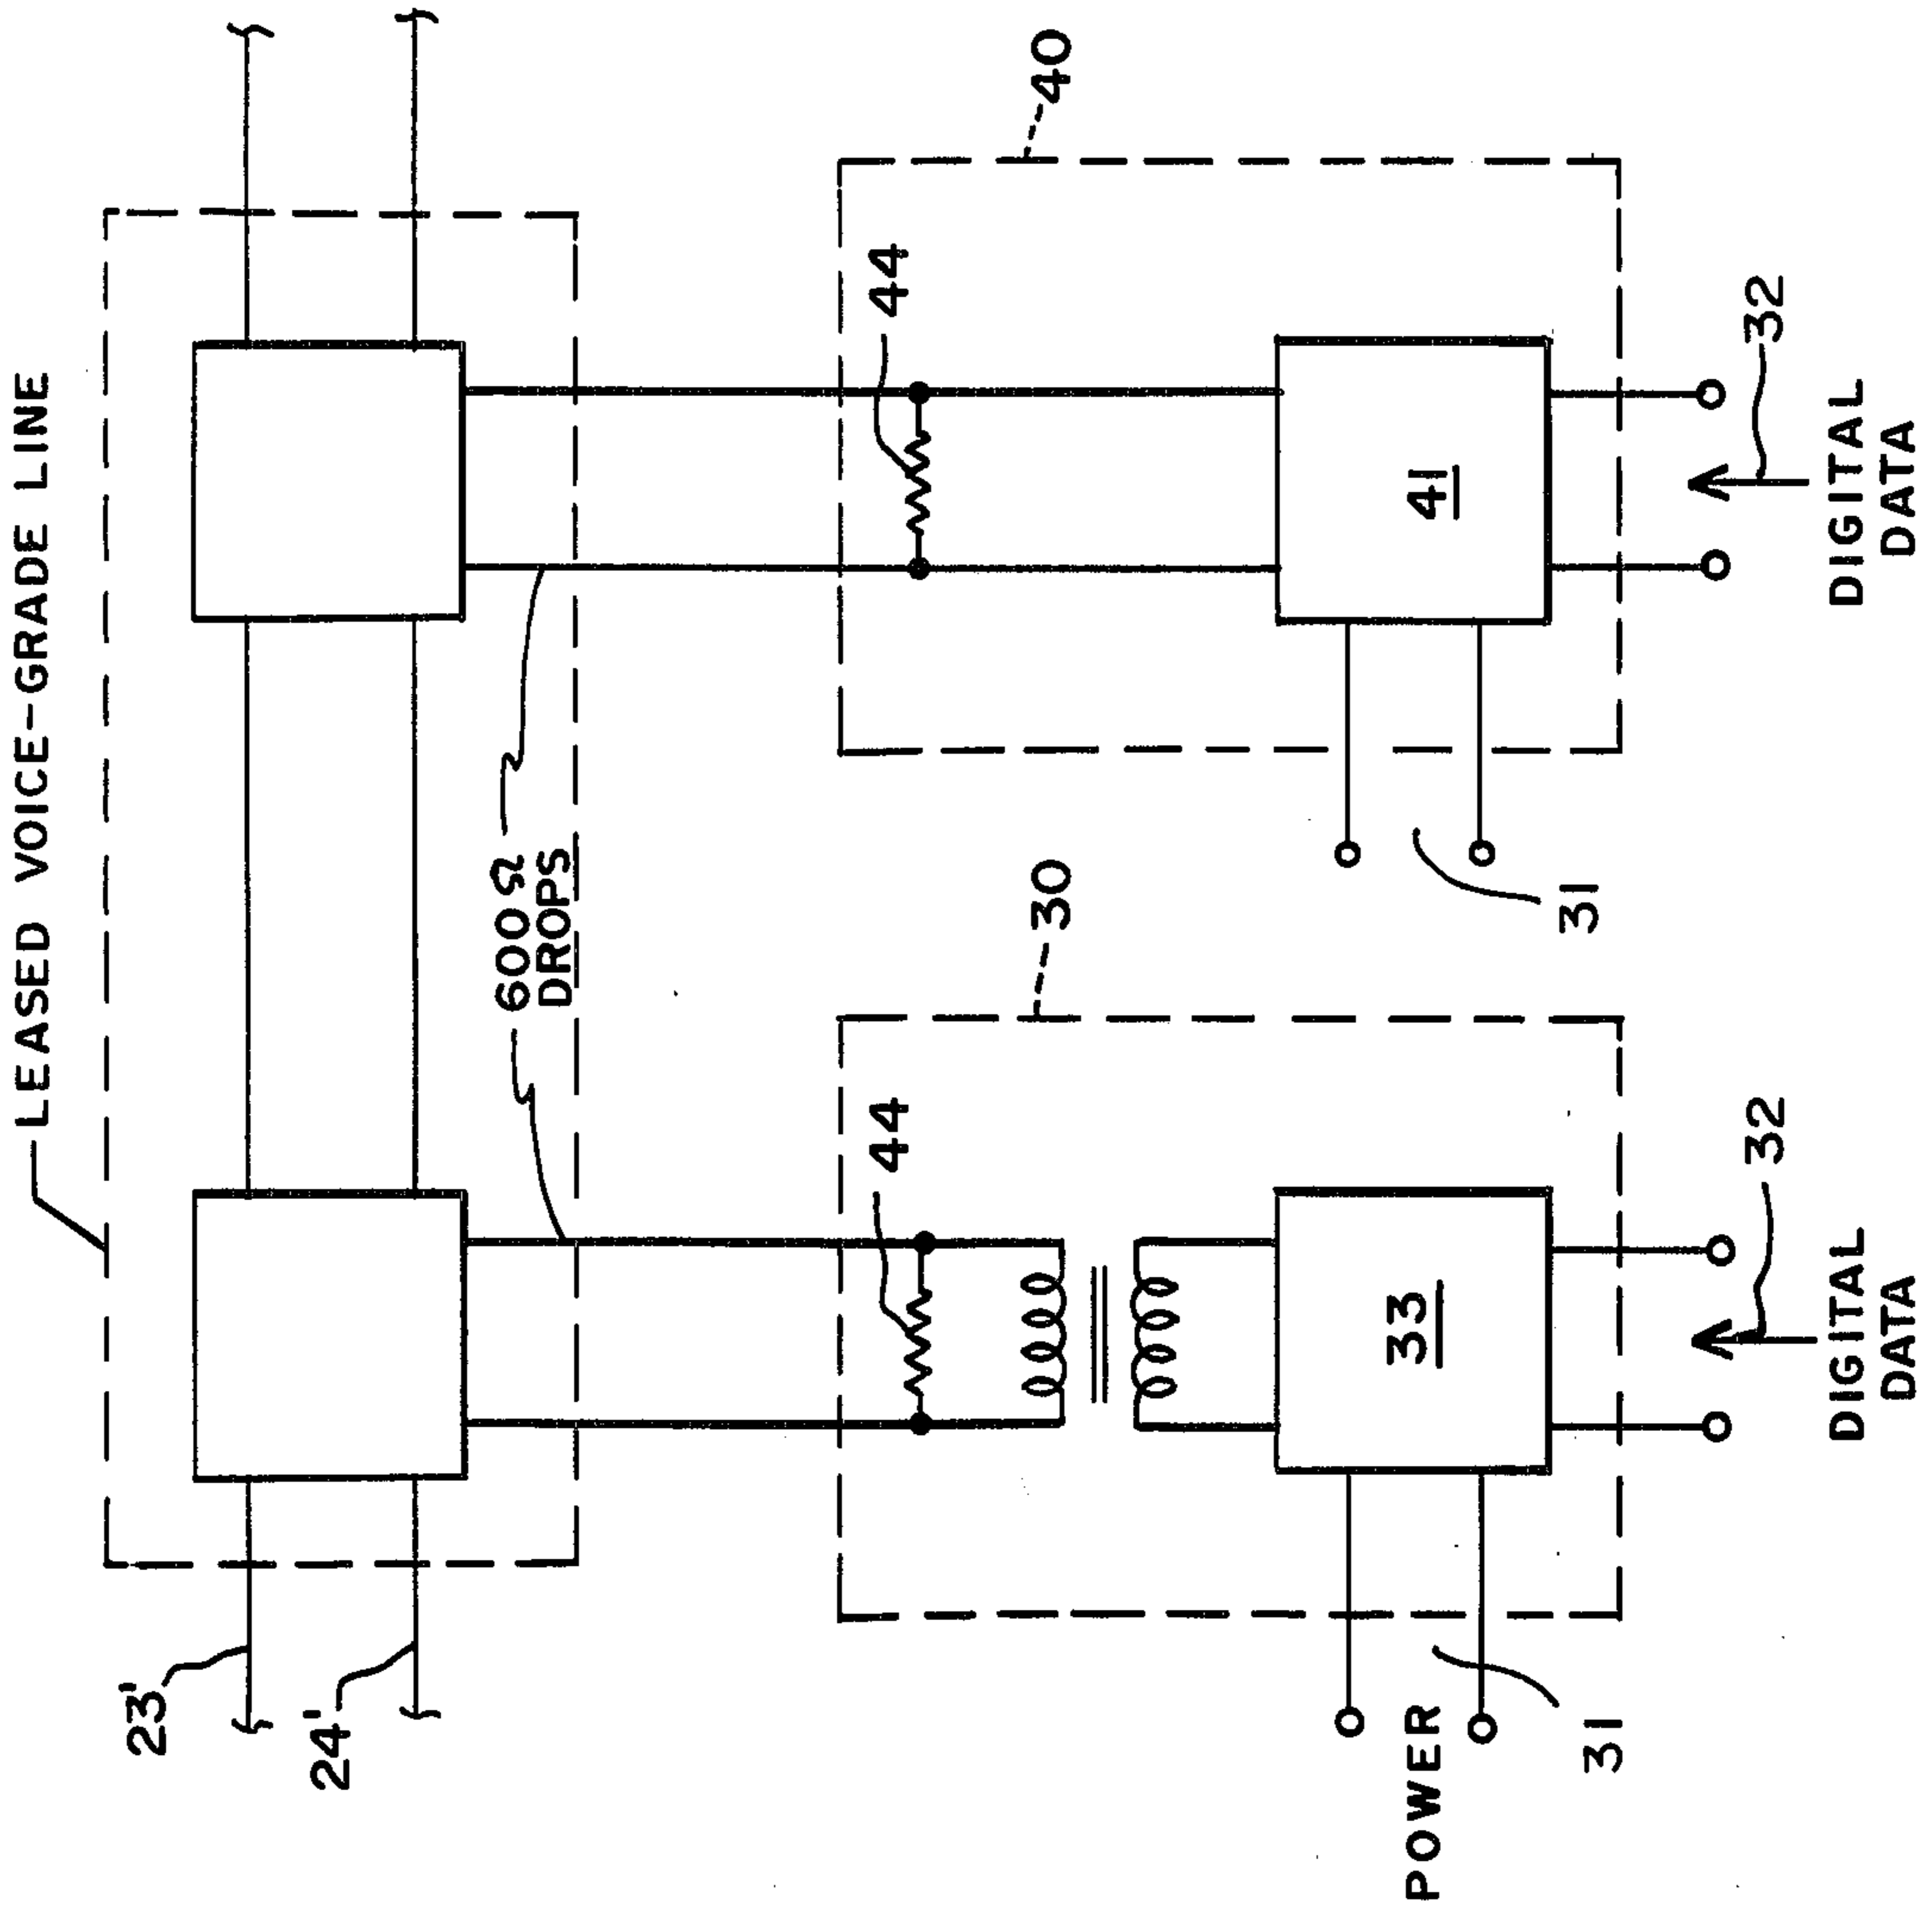 LEASED VOICE-GRADE LINE
23'
24'
600Ω
DROPS
44
44
30
40
33
41
POWER
31
31
32
32
DIGITAL
DATA
DIGITAL
DATA